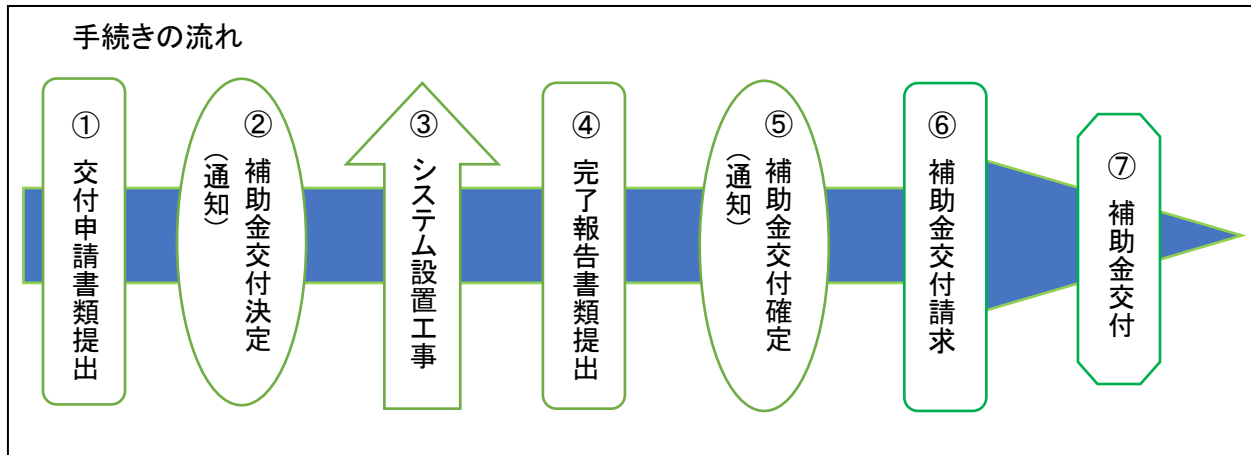 手続きの流れ
①
交付申請書類提出
②
補助金交付決定
（通知）
③
システム設置工事
④
完了報告書類提出
⑤
補助金交付確定
（通知）
⑥
補助金交付請求
⑦
補助金交付